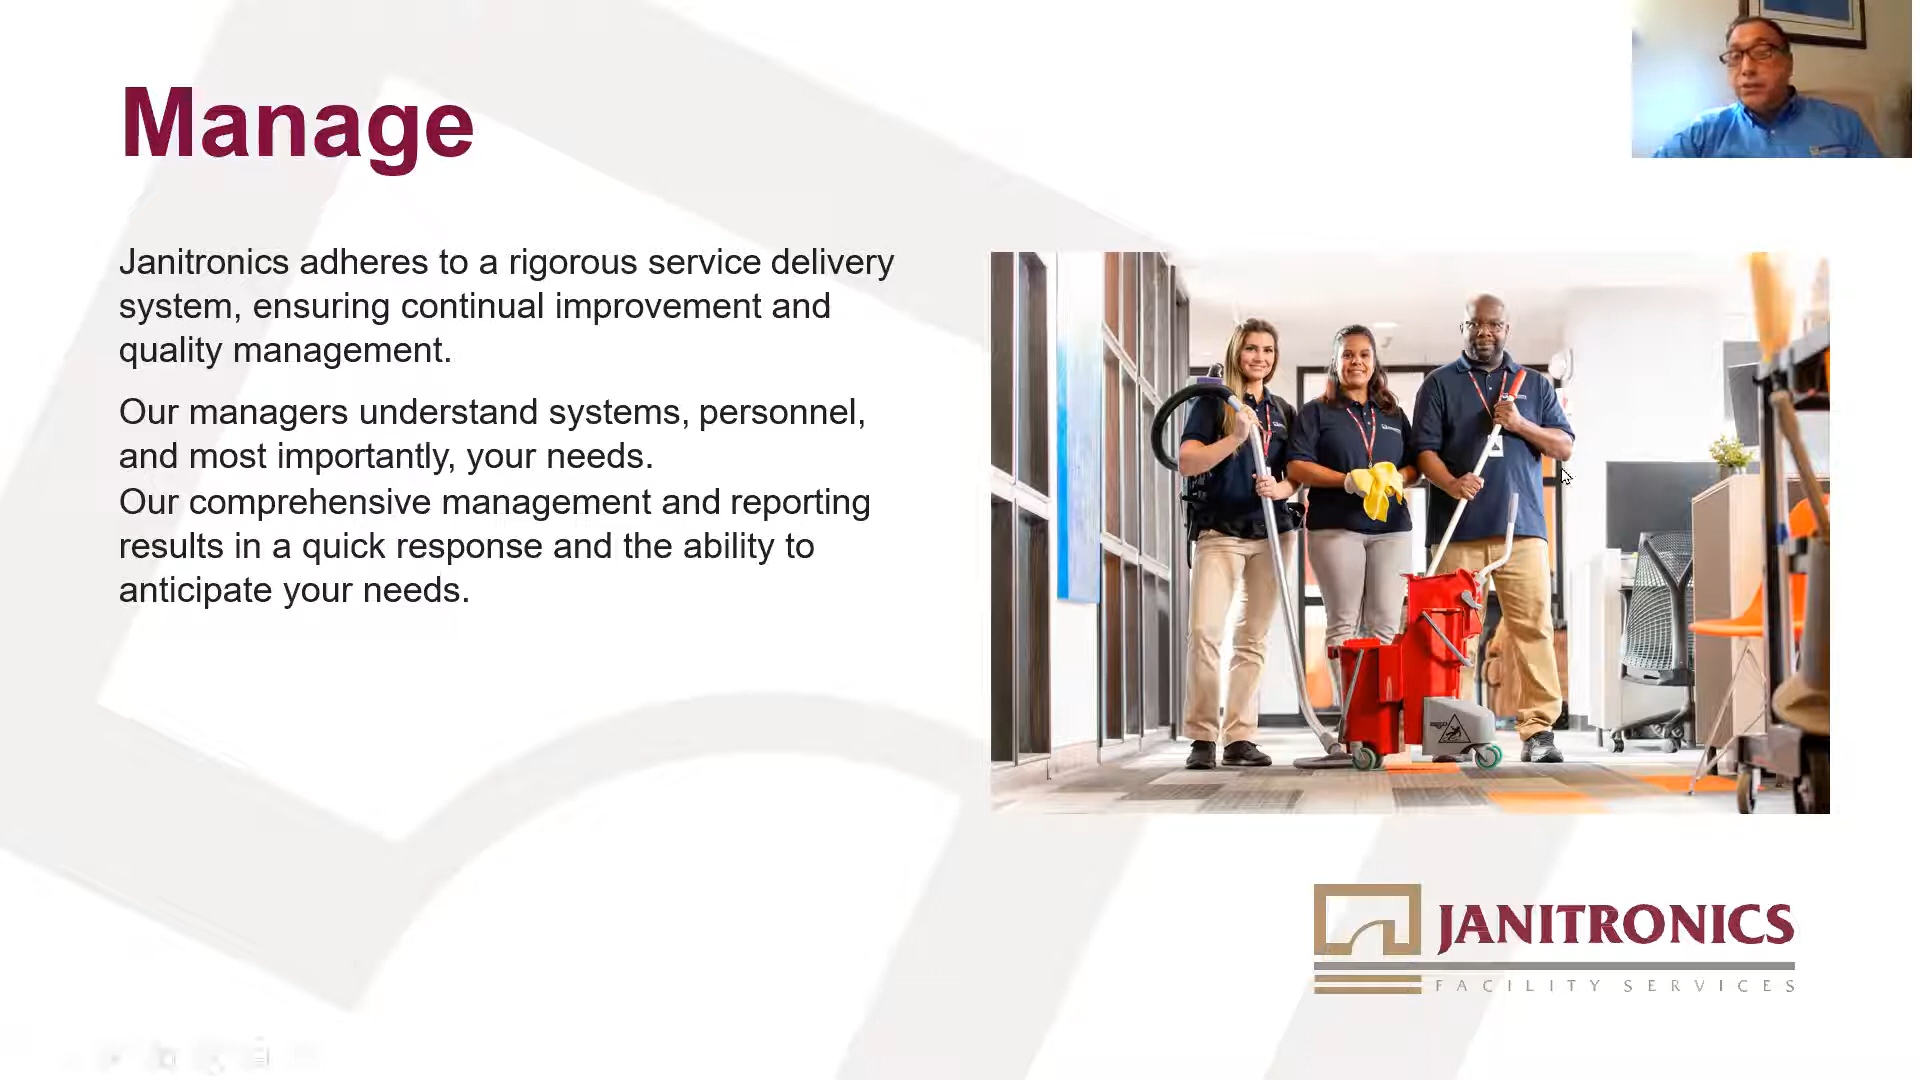 Manage
Janitronics adheres to a rigorous service delivery
system, ensuring continual improvement and
quality management.
Our managers understand systems, personnel,
and most importantly, your needs.
Our comprehensive management and reporting
results in a quick response and the ability to
anticipate your needs.
JANITRONICS
FACILITY SERVICES